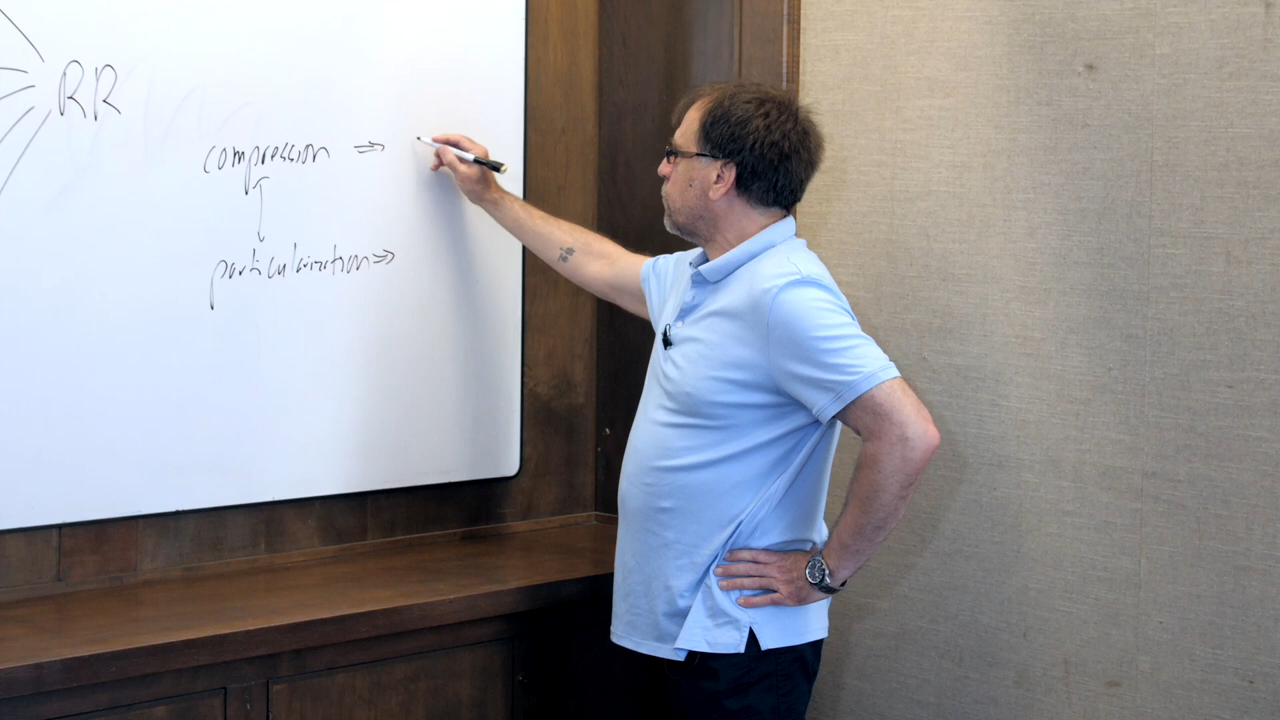 RR
compression ⇒
particularization ⇒